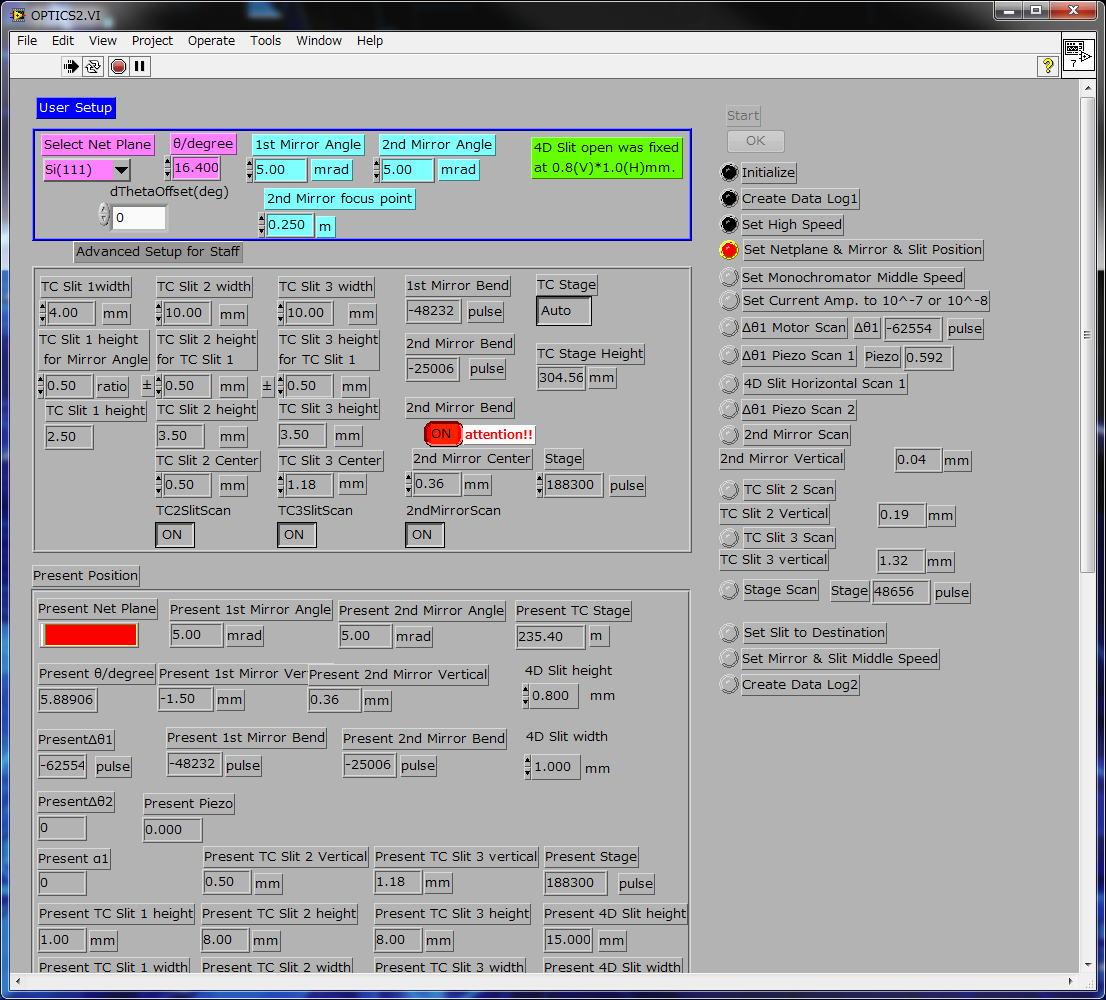 OPTICS2.VI
File Edit View Project Operate Tools Window Help
?
7
User Setup
Select Net Plane θ/degree 1st Mirror Angle 2nd Mirror Angle
Si(111) 16.400 5.00 mrad 5.00 mrad
4D Slit open was fixed
at 0.8(V)*1.0(H)mm.
dThetaOffset(deg)
0
2nd Mirror focus point
0.250 m
Advanced Setup for Staff
TC Slit 1width TC Slit 2 width TC Slit 3 width 1st Mirror Bend TC Stage
4.00 mm 10.00 mm 10.00 mm -48232 pulse Auto
TC Slit 1 height
for Mirror Angle
TC Slit 2 height
for TC Slit 1
TC Slit 3 height
for TC Slit 1
2nd Mirror Bend
-25006 pulse
TC Stage Height
304.56 mm
0.50 ratio ± 0.50 mm ± 0.50 mm
TC Slit 1 height TC Slit 2 height TC Slit 3 height 2nd Mirror Bend
2.50 3.50 mm 3.50 mm ON attention!!
TC Slit 2 Center TC Slit 3 Center 2nd Mirror Center Stage
0.50 mm 1.18 mm 0.36 mm 188300 pulse
TC2SlitScan TC3SlitScan 2ndMirrorScan
ON ON ON
Present Position
Present Net Plane Present 1st Mirror Angle Present 2nd Mirror Angle Present TC Stage
5.00 mrad 5.00 mrad 235.40 m
Present θ/degree Present 1st Mirror Ver Present 2nd Mirror Vertical 4D Slit height
5.88906 -1.50 mm 0.36 mm 0.800 mm
PresentΔθ1 Present 1st Mirror Bend Present 2nd Mirror Bend 4D Slit width
-62554 pulse -48232 pulse -25006 pulse 1.000 mm
PresentΔθ2 Present Piezo
0 0.000
Present α1 Present TC Slit 2 Vertical Present TC Slit 3 vertical Present Stage
0 0.50 mm 1.18 mm 188300 pulse
Present TC Slit 1 height Present TC Slit 2 height Present TC Slit 3 height Present 4D Slit height
1.00 mm 8.00 mm 8.00 mm 15.000 mm
Present TC Slit 1 width Present TC Slit 2 width Present TC Slit 3 width Present 4D Slit width
Start
OK
Initialize
Create Data Log1
Set High Speed
Set Netplane & Mirror & Slit Position
Set Monochromator Middle Speed
Set Current Amp. to 10^-7 or 10^-8
Δθ1 Motor Scan Δθ1 -62554 pulse
Δθ1 Piezo Scan 1 Piezo 0.592
4D Slit Horizontal Scan 1
Δθ1 Piezo Scan 2
2nd Mirror Scan
2nd Mirror Vertical 0.04 mm
TC Slit 2 Scan
TC Slit 2 Vertical 0.19 mm
TC Slit 3 Scan
TC Slit 3 vertical 1.32 mm
Stage Scan Stage 48656 pulse
Set Slit to Destination
Set Mirror & Slit Middle Speed
Create Data Log2